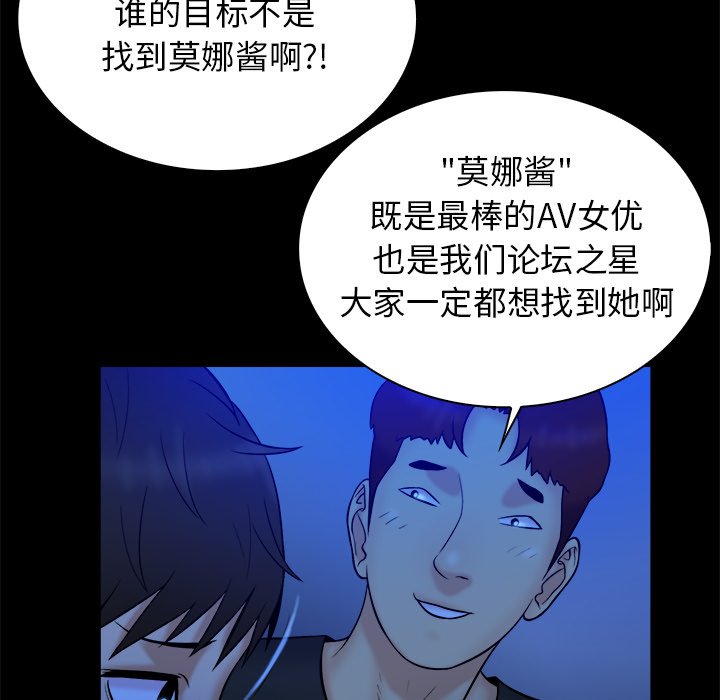 谁的目标不是
找到莫娜酱啊?!
"莫娜酱"
既是最棒的AV女优
也是我们论坛之星
大家一定都想找到她啊